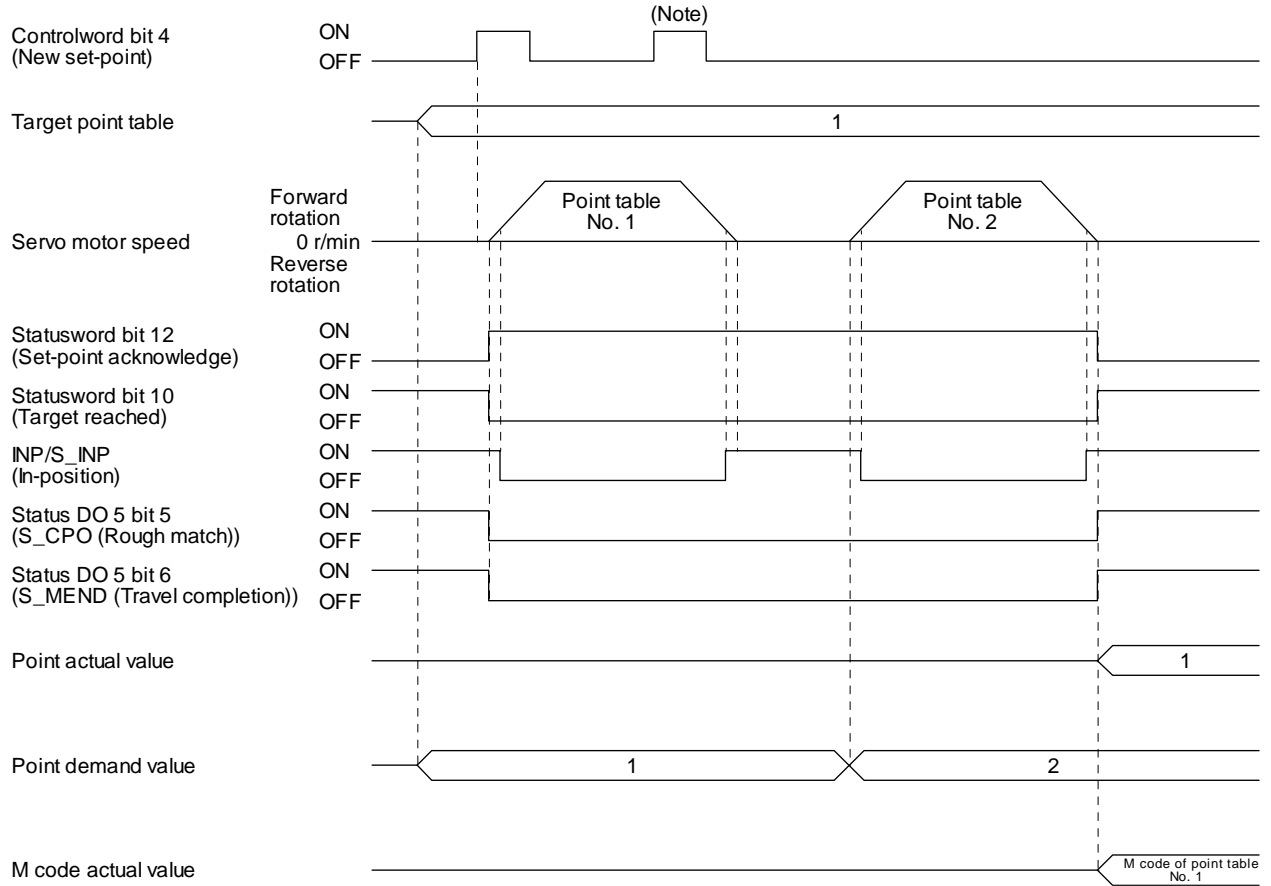 (Note)
Controlword bit 4
(New set-point)
ON
OFF
Target point table
1
Servo motor speed
Forward
rotation
0 r/min
Reverse
rotation
Point table
No. 1
Point table
No. 2
Statusword bit 12
(Set-point acknowledge)
ON
OFF
Statusword bit 10
(Target reached)
ON
OFF
INP/S_INP
(In-position)
ON
OFF
Status DO 5 bit 5
(S_CPO (Rough match))
ON
OFF
Status DO 5 bit 6
(S_MEND (Travel completion))
ON
OFF
Point actual value
1
Point demand value
1
2
M code actual value
M code of point table
No. 1